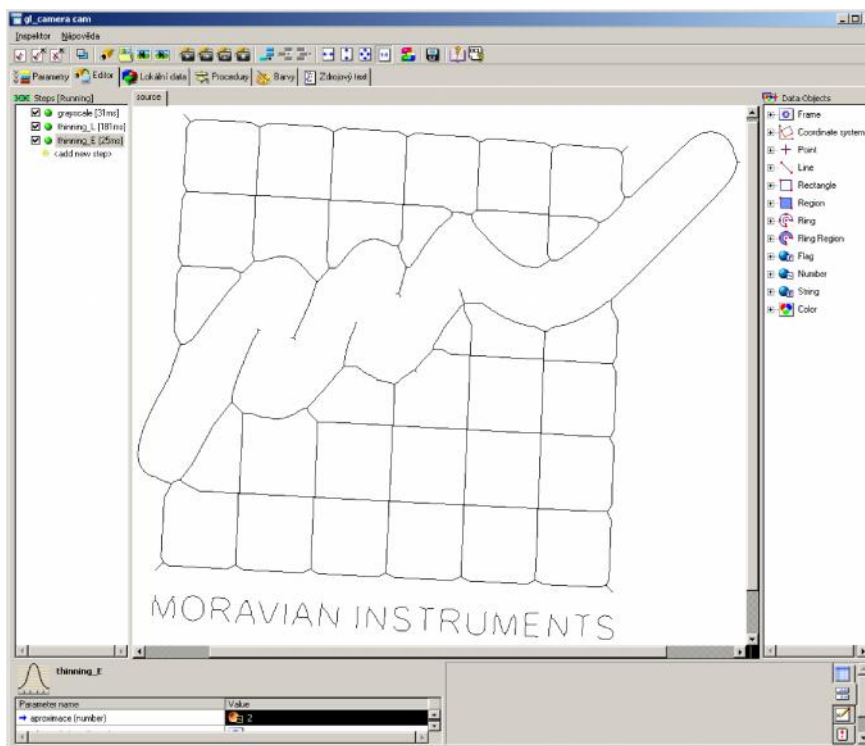 gl_camera cam
Inspektor Nápověda
Parametry Editor Lokální data Procedury Barvy Zdrojový text
Steps [Running]
grayscale [31ms]
thinning_L [181ms]
thinning_E [25ms]
<add new step>
source
MORAVIAN INSTRUMENTS
Data-Objects
Frame
Coordinate system
Point
Line
Rectangle
Region
Ring
Ring Region
Flag
Number
String
Color
thinning_E
Parameter name Value
aproximace (number) 2